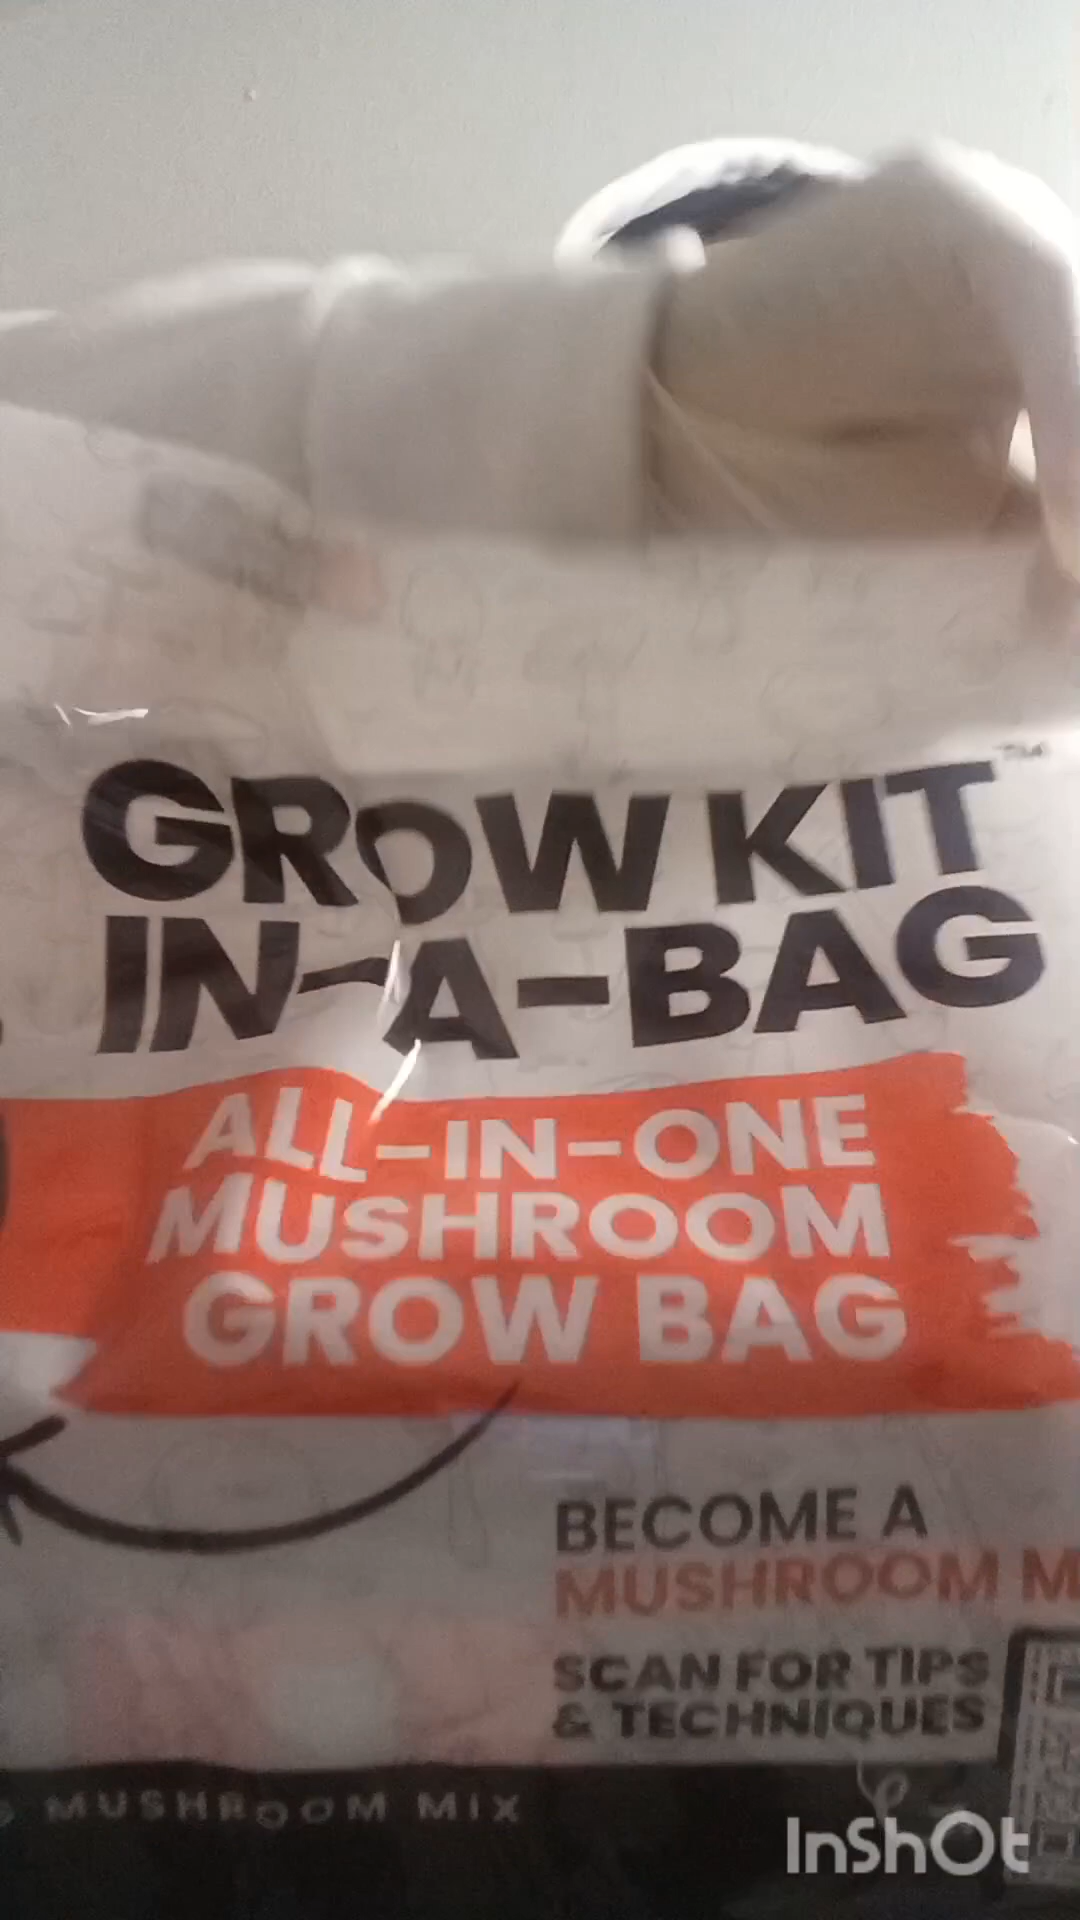 GROW KIT™
IN-A-BAG
ALL-IN-ONE
MUSHROOM
GROW BAG
BECOME A
MUSHROOM M
SCAN FOR TIPS
& TECHNIQUES
MUSHROOM MIX
InShOt